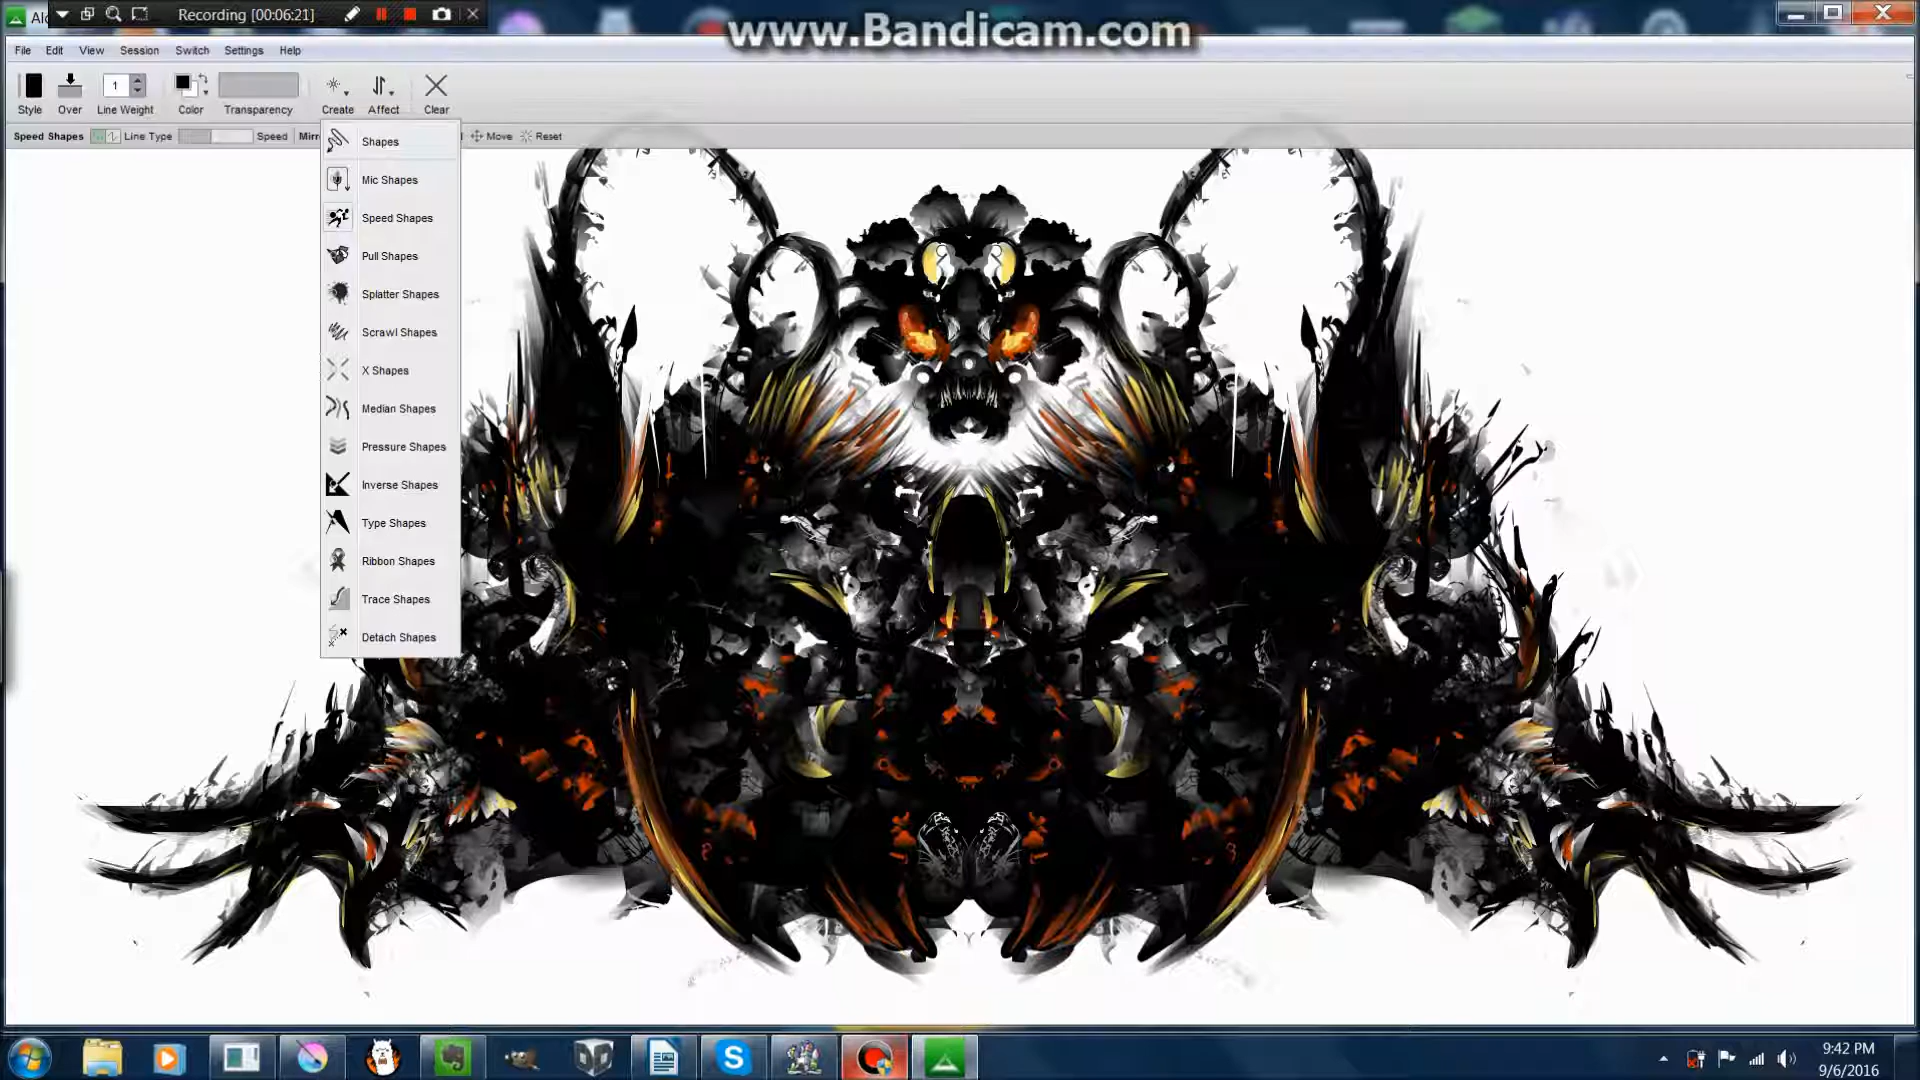 Recording [00:06:21]
www.Bandicam.com
File Edit View Session Switch Settings Help
1
Style Over Line Weight Color Transparency Create Affect Clear
Speed Shapes Line Type Speed Move Reset
Shapes
Mic Shapes
Speed Shapes
Pull Shapes
Splatter Shapes
Scrawl Shapes
X Shapes
Median Shapes
Pressure Shapes
Inverse Shapes
Type Shapes
Ribbon Shapes
Trace Shapes
Detach Shapes
S
9:42 PM
9/6/2016